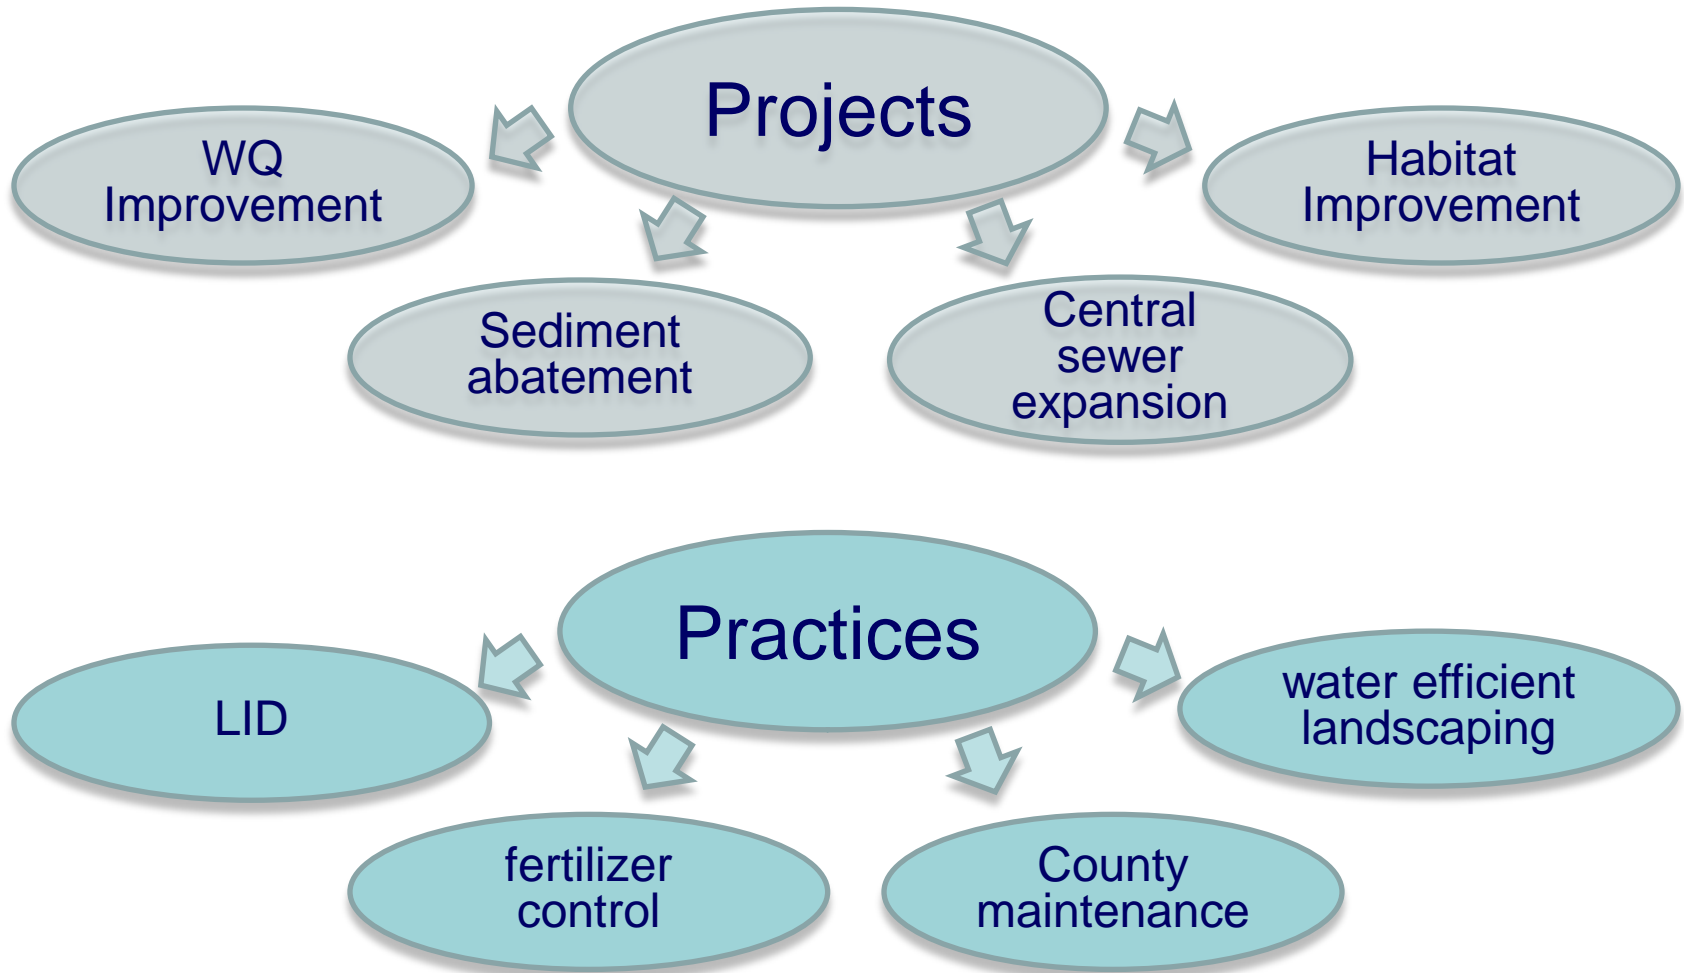 Projects
WQ
Improvement
Habitat
Improvement
Sediment
abatement
Central
sewer
expansion
Practices
LID
water efficient
landscaping
fertilizer
control
County
maintenance